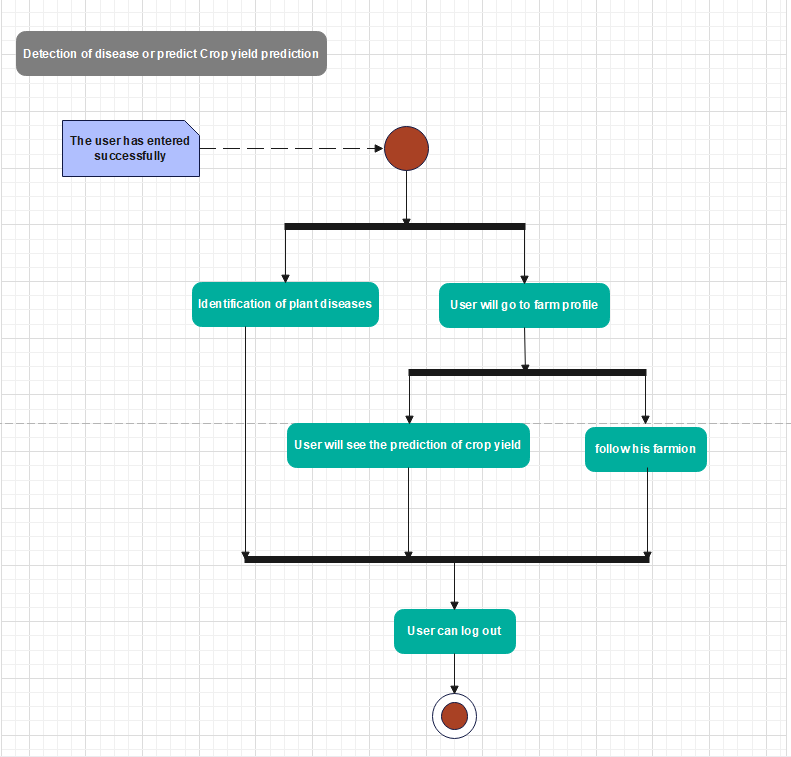 Detection of disease or predict Crop yield prediction
The user has entered
successfully
Identification of plant diseases
User will go to farm profile
User will see the prediction of crop yield
follow his farmion
User can log out